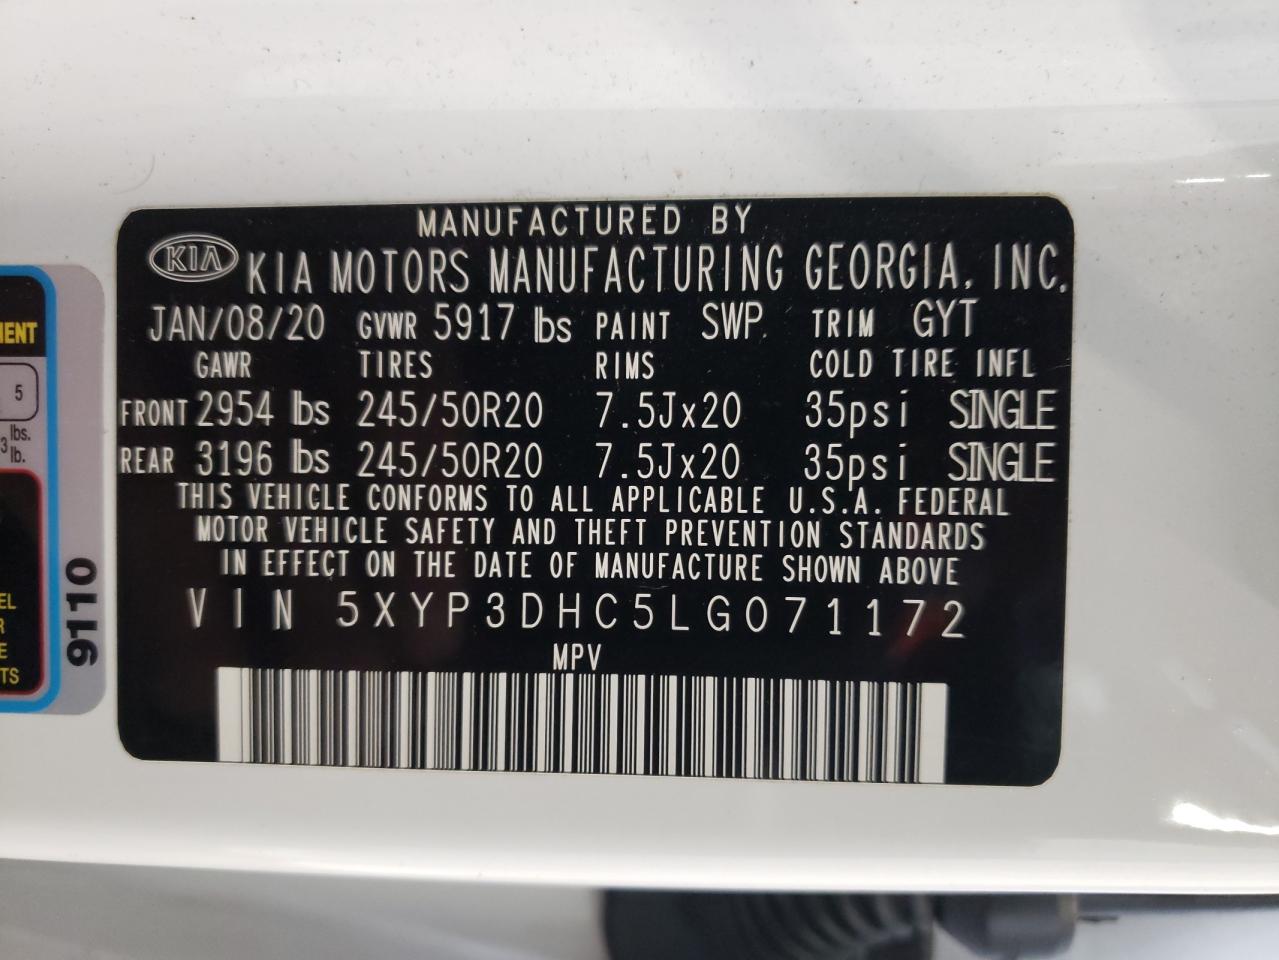 MANUFACTURED BY
KIA KIA MOTORS MANUFACTURING GEORGIA, INC.
JAN/08/20 GVWR 5917 lbs PAINT SWP TRIM GYT
GAWR TIRES RIMS COLD TIRE INFL
FRONT 2954 lbs 245/50R20 7.5Jx20 35psi SINGLE
REAR 3196 lbs 245/50R20 7.5Jx20 35psi SINGLE
THIS VEHICLE CONFORMS TO ALL APPLICABLE U.S.A. FEDERAL
MOTOR VEHICLE SAFETY AND THEFT PREVENTION STANDARDS
IN EFFECT ON THE DATE OF MANUFACTURE SHOWN ABOVE
VIN 5XYP3DHC5LG071172
MPV
5
lbs.
lb.
9110